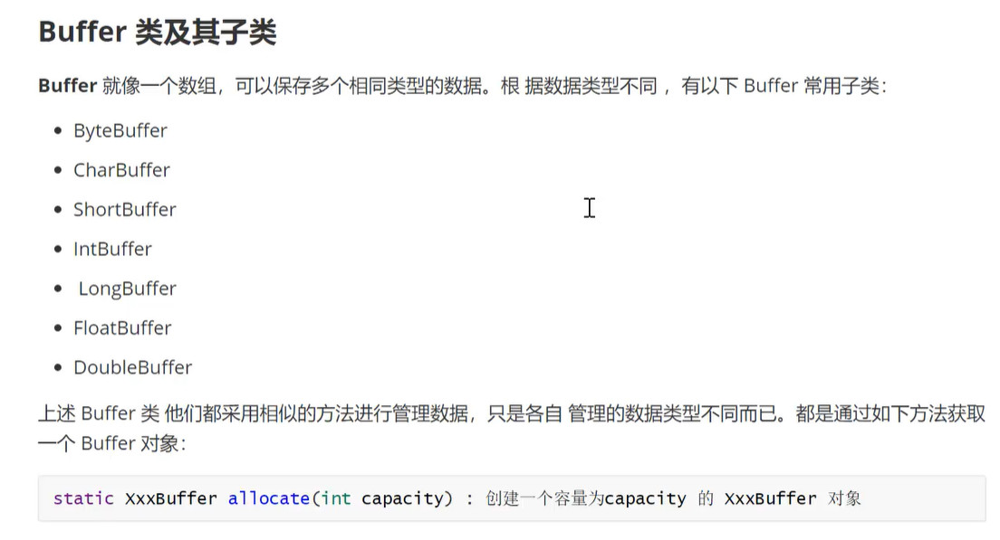 Buffer 类及其子类
Buffer 就像一个数组，可以保存多个相同类型的数据。根 据数据类型不同 ，有以下 Buffer 常用子类：
ByteBuffer
CharBuffer
ShortBuffer
IntBuffer
LongBuffer
FloatBuffer
DoubleBuffer
上述 Buffer 类 他们都采用相似的方法进行管理数据，只是各自 管理的数据类型不同而已。都是通过如下方法获取
一个 Buffer 对象：
static XxxBuffer allocate(int capacity) : 创建一个容量为capacity 的 XxxBuffer 对象